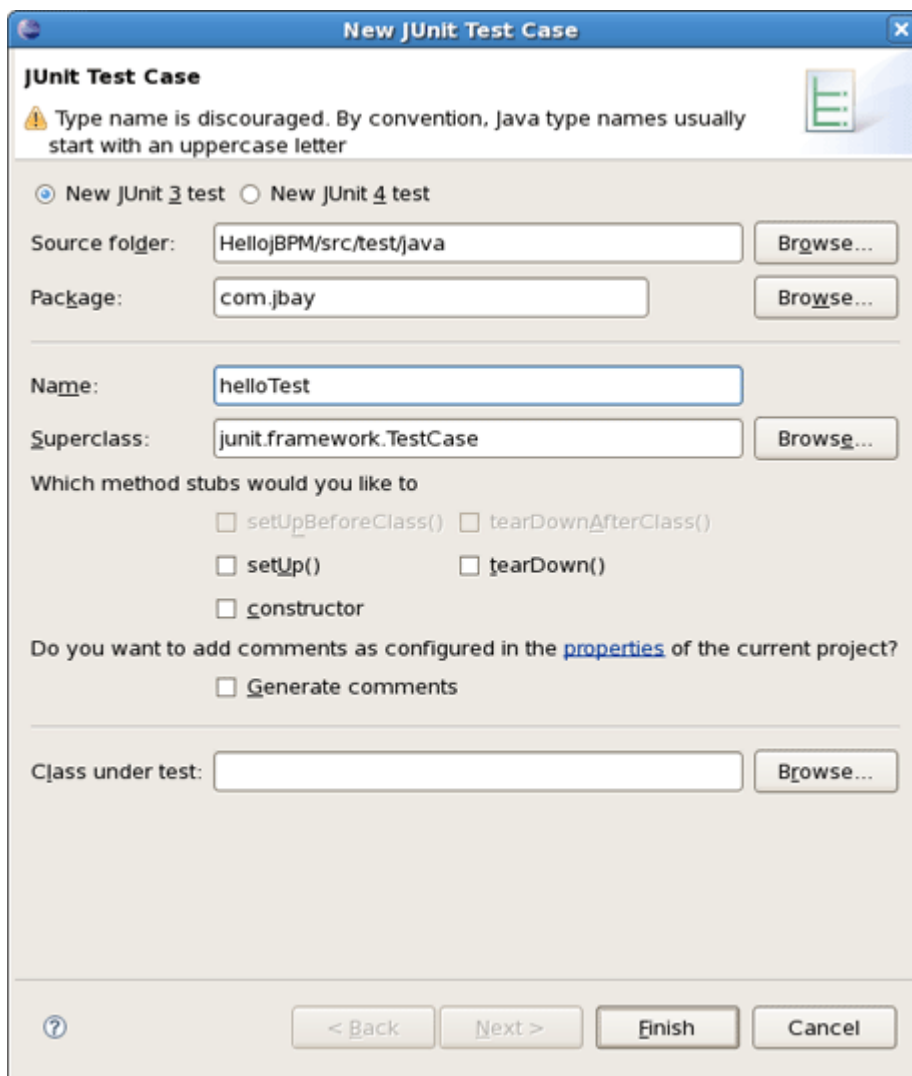 New JUnit Test Case
JUnit Test Case
Type name is discouraged. By convention, Java type names usually
start with an uppercase letter
New JUnit 3 test New JUnit 4 test
Source folder: HellojBPM/src/test/java Browse...
Package: com.jbay Browse...
Name: helloTest
Superclass: junit.framework.TestCase Browse...
Which method stubs would you like to
setUpBeforeClass() tearDownAfterClass()
setUp() tearDown()
constructor
Do you want to add comments as configured in the properties of the current project?
Generate comments
Class under test: Browse...
? < Back Next > Finish Cancel